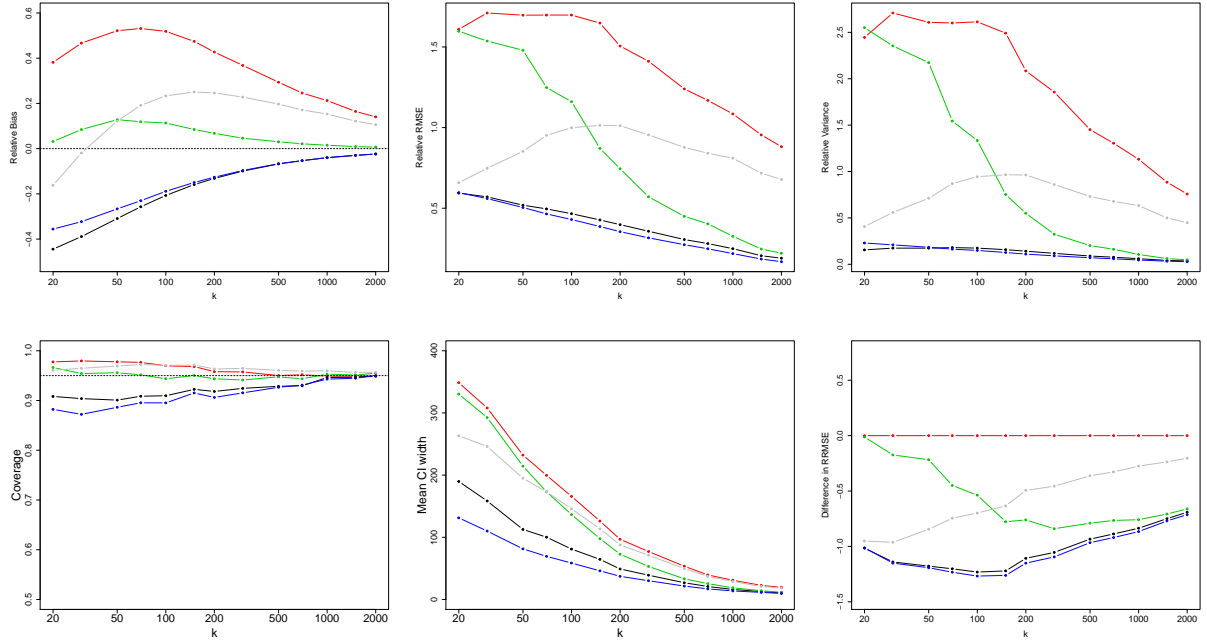 Relative Bias
0.6
0.4
0.2
0.0
−0.2
−0.4
20 50 100 200 500 1000 2000
k
Relative RMSE
1.5
1.0
0.5
20 50 100 200 500 1000 2000
k
Relative Variance
2.5
2.0
1.5
1.0
0.5
0.0
20 50 100 200 500 1000 2000
k
Coverage
1.0
0.9
0.8
0.7
0.6
0.5
20 50 100 200 500 1000 2000
k
Mean CI width
400
300
200
100
0
20 50 100 200 500 1000 2000
k
Difference in RRMSE
0.5
0.0
−0.5
−1.0
−1.5
20 50 100 200 500 1000 2000
k